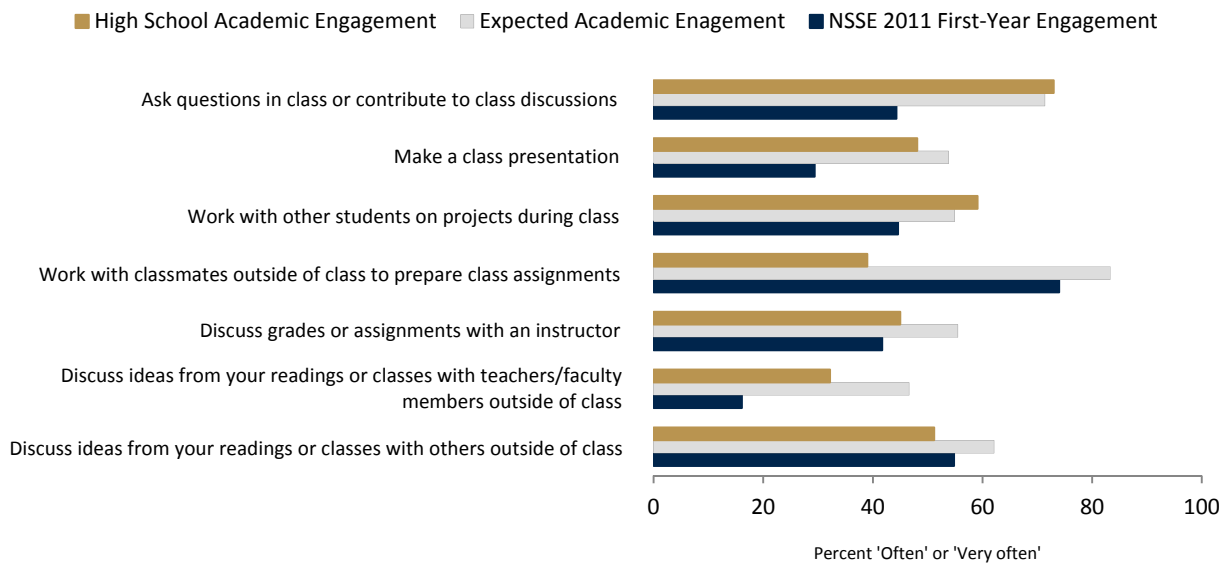 High School Academic Engagement Expected Academic Enagement NSSE 2011 First-Year Engagement
Ask questions in class or contribute to class discussions
Make a class presentation
Work with other students on projects during class
Work with classmates outside of class to prepare class assignments
Discuss grades or assignments with an instructor
Discuss ideas from your readings or classes with teachers/faculty
members outside of class
Discuss ideas from your readings or classes with others outside of class
0 20 40 60 80 100
Percent 'Often' or 'Very often'